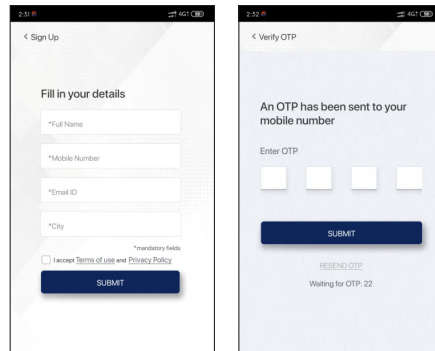 2:31
4G
< Sign Up
Fill in your details
*Full Name
*Mobile Number
*Email ID
*City
*mandatory fields
I accept Terms of use and Privacy Policy
SUBMIT
2:32
4G
< Verify OTP
An OTP has been sent to your
mobile number
Enter OTP
SUBMIT
RESEND OTP
Waiting for OTP: 22